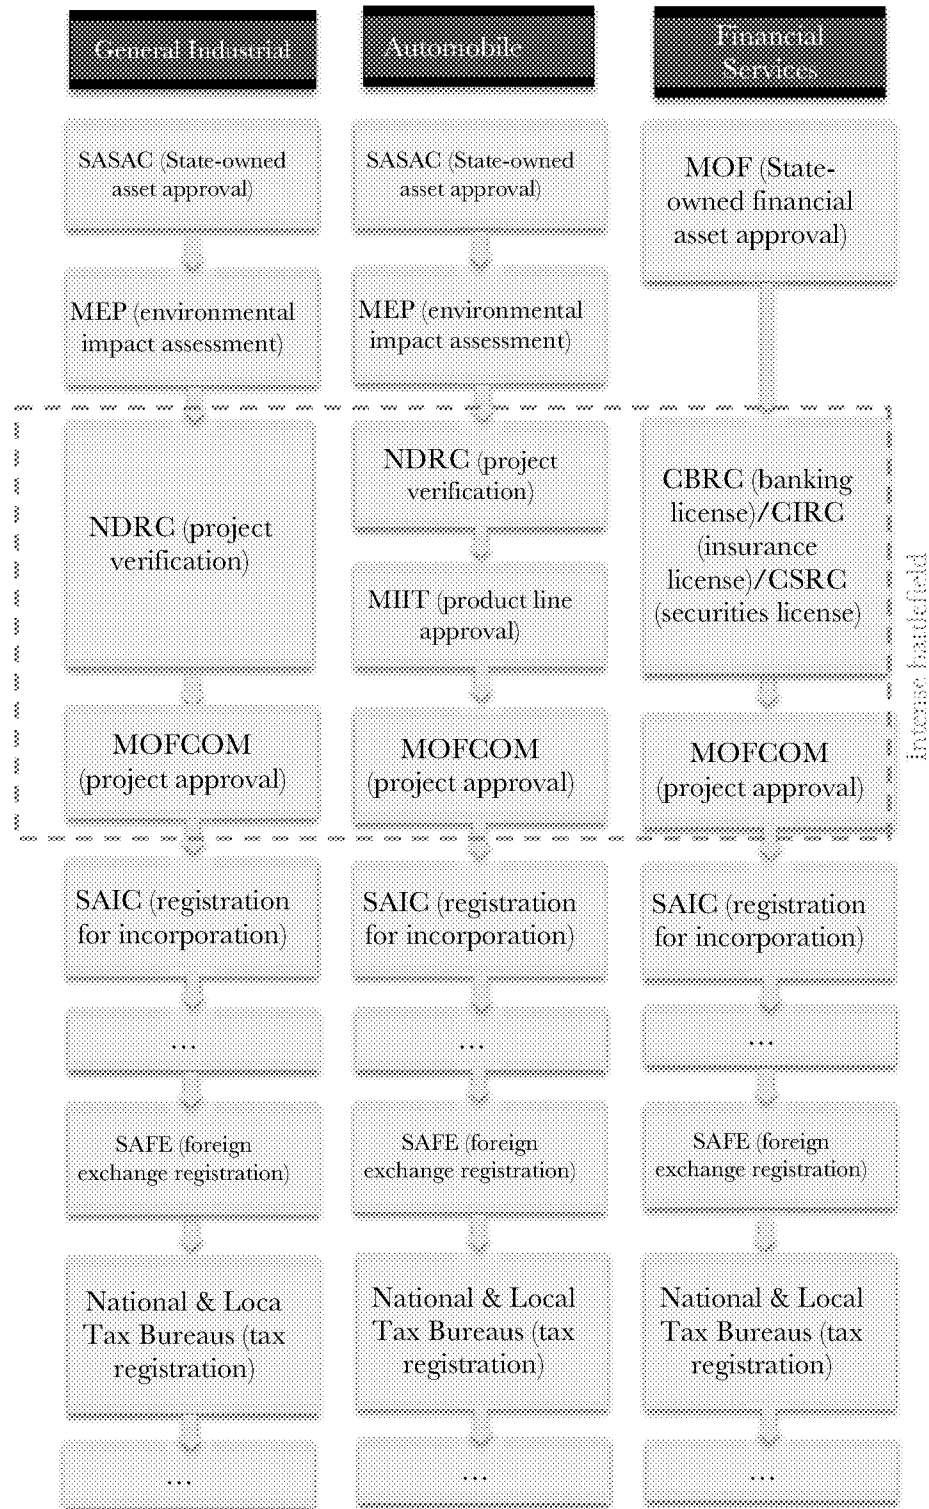 General Industrial
SASAC (State-owned
asset approval)
MEP (environmental
impact assessment)
NDRC (project
verification)
MOFCOM
(project approval)
SAIC (registration
for incorporation)
...
SAFE (foreign
exchange registration)
National & Loca
Tax Bureaus (tax
registration)
...
Automobile
SASAC (State-owned
asset approval)
MEP (environmental
impact assessment)
NDRC (project
verification)
MIIT (product line
approval)
MOFCOM
(project approval)
SAIC (registration
for incorporation)
...
SAFE (foreign
exchange registration)
National & Local
Tax Bureaus (tax
registration)
...
Financial
Services
MOF (State-
owned financial
asset approval)
CBRC (banking
license)/CIRC
(insurance
license)/CSRC
(securities license)
MOFCOM
(project approval)
SAIC (registration
for incorporation)
...
SAFE (foreign
exchange registration)
National & Local
Tax Bureaus (tax
registration)
...
Intense battlefield